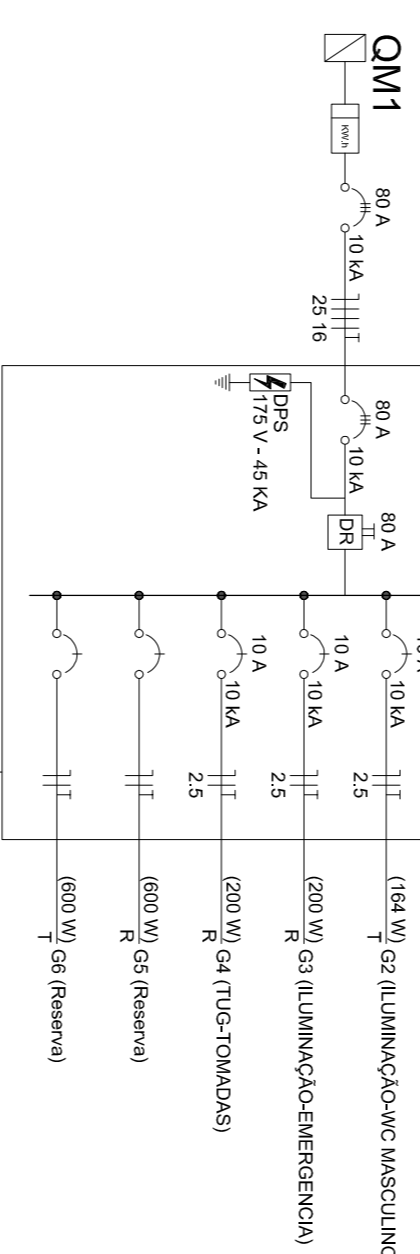 QM1
KW.h
80 A
10 kA
25 16
80 A
10 kA
DPS
175 V - 45 KA
80 A
DR
10 kA
2.5
(164 W)
T
G2 (ILUMINAÇÃO-WC MASCULINO
10 A
10 kA
2.5
(200 W)
R
G3 (ILUMINAÇÃO-EMERGENCIA)
10 A
10 kA
2.5
(200 W)
R
G4 (TUG-TOMADAS)
(600 W)
R
G5 (Reserva)
(600 W)
T
G6 (Reserva)